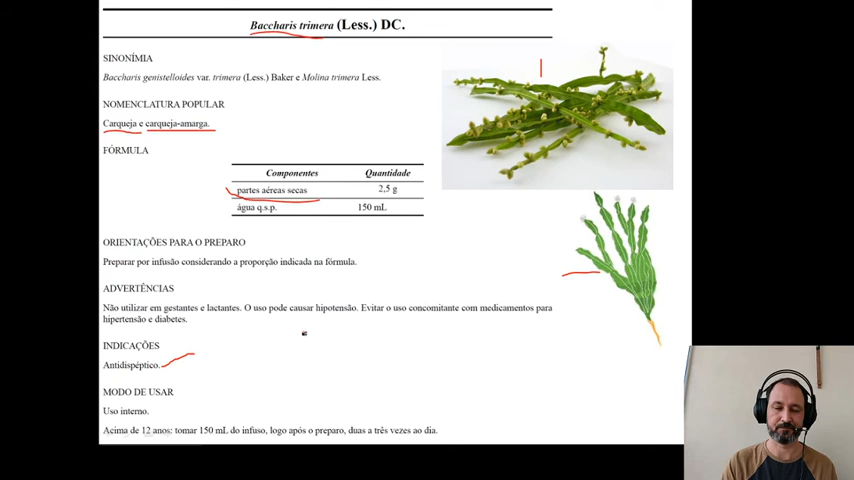 Baccharis trimera (Less.) DC.
SINONÍMIA
Baccharis genistelloides var. trimera (Less.) Baker e Molina trimera Less.
NOMENCLATURA POPULAR
Carqueja e carqueja-amarga.
FÓRMULA
Componentes Quantidade
partes aéreas secas 2,5 g
água q.s.p. 150 mL
ORIENTAÇÕES PARA O PREPARO
Preparar por infusão considerando a proporção indicada na fórmula.
ADVERTÊNCIAS
Não utilizar em gestantes e lactantes. O uso pode causar hipotensão. Evitar o uso concomitante com medicamentos para
hipertensão e diabetes.
INDICAÇÕES
Antidispéptico.
MODO DE USAR
Uso interno.
Acima de 12 anos: tomar 150 mL do infuso, logo após o preparo, duas a três vezes ao dia.